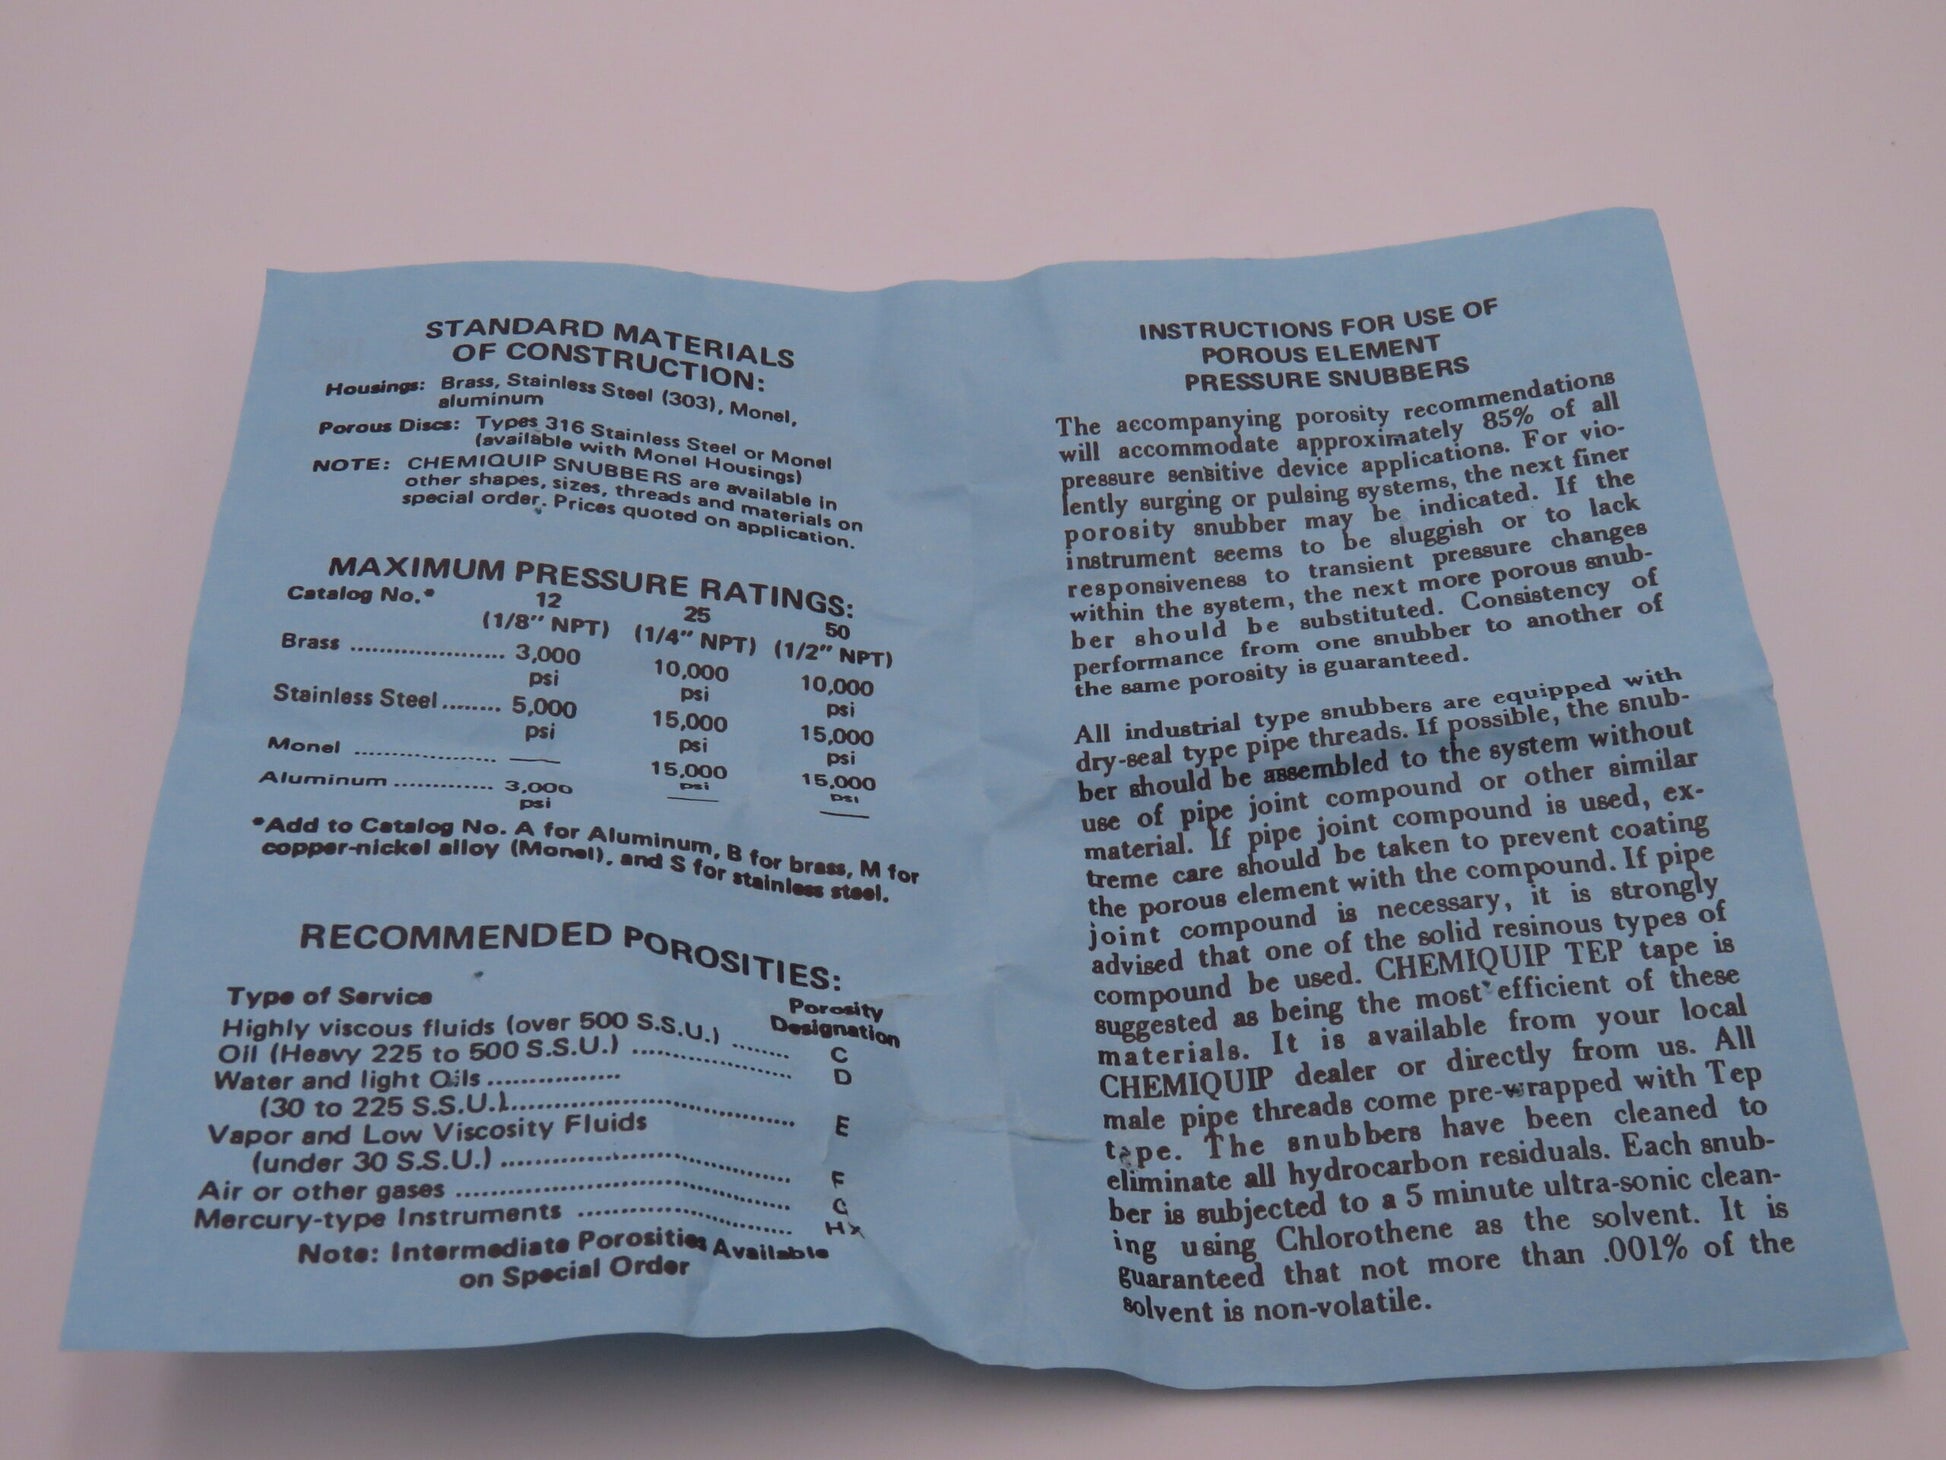 STANDARD MATERIALS
OF CONSTRUCTION:
Housings: Brass, Stainless Steel (303), Monel,
aluminum
Porous Discs: Types 316 Stainless Steel or Monel
(available with Monel Housings)
NOTE: CHEMIQUIP SNUBBERS are available in
other shapes, sizes, threads and materials on
special order. Prices quoted on application.
MAXIMUM PRESSURE RATINGS:
Catalog No.* 12 25 50
(1/8" NPT) (1/4" NPT) (1/2" NPT)
Brass ...................... 3,000 10,000 10,000
psi psi psi
Stainless Steel ........ 5,000 15,000 15,000
psi psi psi
Monel .................... —— 15,000 15,000
psi psi
Aluminum .............. 3,000 —— ——
psi
*Add to Catalog No. A for Aluminum, B for brass, M for
copper-nickel alloy (Monel), and S for stainless steel.
RECOMMENDED POROSITIES:
Type of Service Porosity
Designation
Highly viscous fluids (over 500 S.S.U.) ........ C
Oil (Heavy 225 to 500 S.S.U.) ...................... D
Water and light Oils ...................
(30 to 225 S.S.U.)........................................ E
Vapor and Low Viscosity Fluids
(under 30 S.S.U.) ........................................ F
Air or other gases ............................................ G
Mercury-type Instruments ............................. HX
Note: Intermediate Porosities Available
on Special Order
INSTRUCTIONS FOR USE OF
POROUS ELEMENT
PRESSURE SNUBBERS
The accompanying porosity recommendations
will accommodate approximately 85% of all
pressure sensitive device applications. For vio-
lently surging or pulsing systems, the next finer
porosity snubber may be indicated. If the
instrument seems to be sluggish or to lack
responsiveness to transient pressure changes
within the system, the next more porous snub-
ber should be substituted. Consistency of
performance from one snubber to another of
the same porosity is guaranteed.
All industrial type snubbers are equipped with
dry-seal type pipe threads. If possible, the snub-
ber should be assembled to the system without
use of pipe joint compound or other similar
material. If pipe joint compound is used, ex-
treme care should be taken to prevent coating
the porous element with the compound. If pipe
joint compound is necessary, it is strongly
advised that one of the solid resinous types of
compound be used. CHEMIQUIP TEP tape is
suggested as being the most efficient of these
materials. It is available from your local
CHEMIQUIP dealer or directly from us. All
male pipe threads come pre-wrapped with Tep
tape. The snubbers have been cleaned to
eliminate all hydrocarbon residuals. Each snub-
ber is subjected to a 5 minute ultra-sonic clean-
ing using Chlorothene as the solvent. It is
guaranteed that not more than .001% of the
solvent is non-volatile.